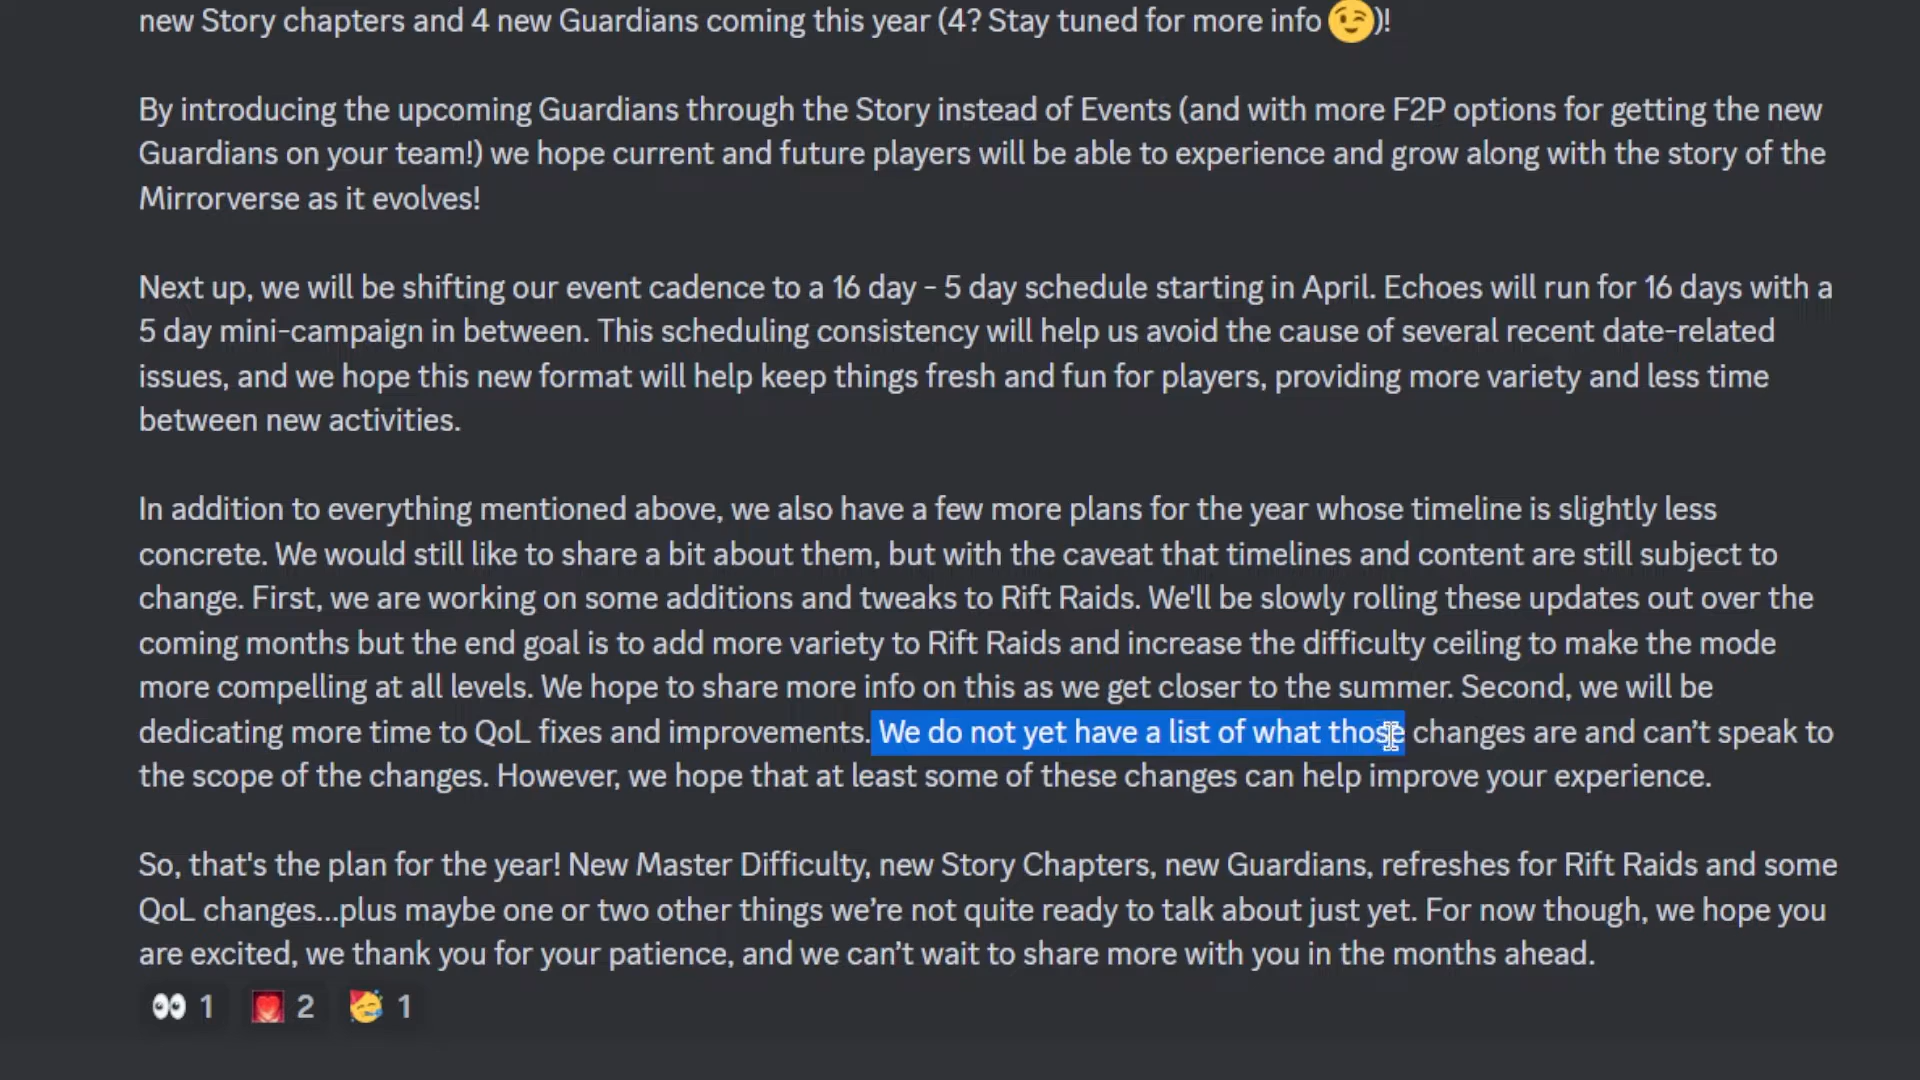 new Story chapters and 4 new Guardians coming this year (4? Stay tuned for more info 😉)!
By introducing the upcoming Guardians through the Story instead of Events (and with more F2P options for getting the new
Guardians on your team!) we hope current and future players will be able to experience and grow along with the story of the
Mirrorverse as it evolves!
Next up, we will be shifting our event cadence to a 16 day - 5 day schedule starting in April. Echoes will run for 16 days with a
5 day mini-campaign in between. This scheduling consistency will help us avoid the cause of several recent date-related
issues, and we hope this new format will help keep things fresh and fun for players, providing more variety and less time
between new activities.
In addition to everything mentioned above, we also have a few more plans for the year whose timeline is slightly less
concrete. We would still like to share a bit about them, but with the caveat that timelines and content are still subject to
change. First, we are working on some additions and tweaks to Rift Raids. We'll be slowly rolling these updates out over the
coming months but the end goal is to add more variety to Rift Raids and increase the difficulty ceiling to make the mode
more compelling at all levels. We hope to share more info on this as we get closer to the summer. Second, we will be
dedicating more time to QoL fixes and improvements. We do not yet have a list of what those changes are and can’t speak to
the scope of the changes. However, we hope that at least some of these changes can help improve your experience.
So, that's the plan for the year! New Master Difficulty, new Story Chapters, new Guardians, refreshes for Rift Raids and some
QoL changes...plus maybe one or two other things we’re not quite ready to talk about just yet. For now though, we hope you
are excited, we thank you for your patience, and we can’t wait to share more with you in the months ahead.
👀 1 2 🥳 1